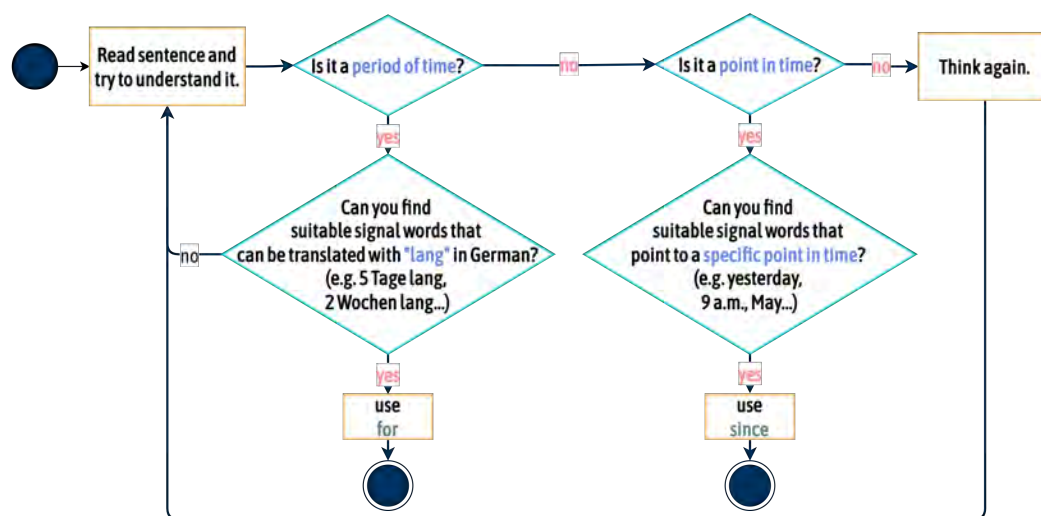 Read sentence and
try to understand it.
Is it a period of time?
no
Is it a point in time?
no
Think again.
yes
yes
Can you find
suitable signal words that
can be translated with "lang" in German?
(e.g. 5 Tage lang,
2 Wochen lang...)
no
Can you find
suitable signal words that
point to a specific point in time?
(e.g. yesterday,
9 a.m., May...)
yes
yes
use
for
use
since